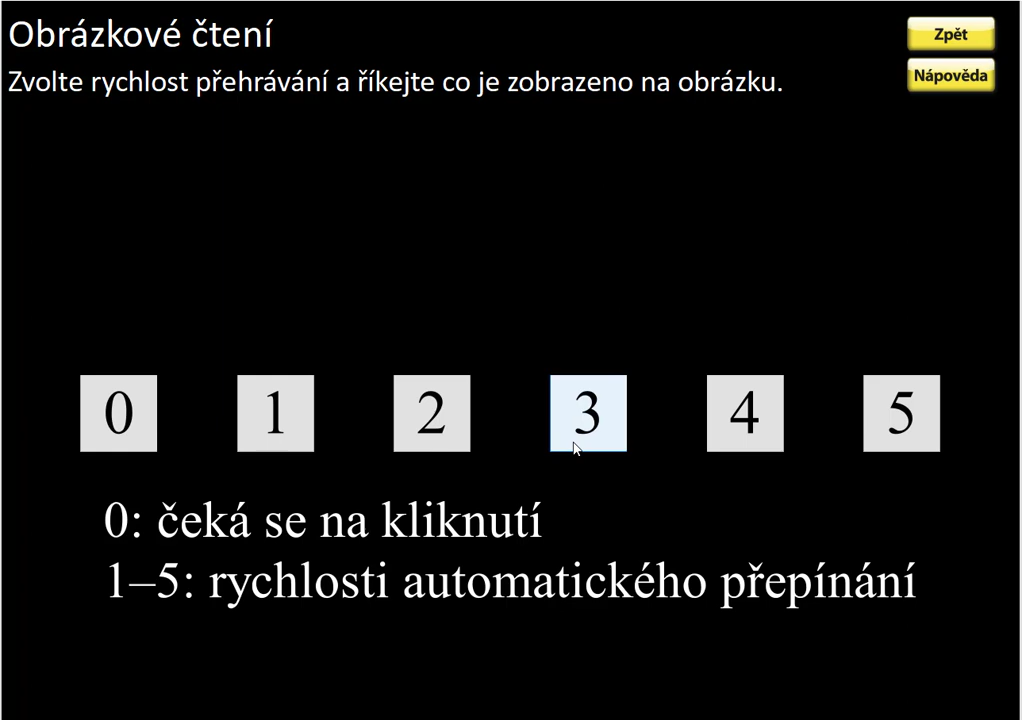 Obrázkové čtení
Zpět
Zvolte rychlost přehrávání a říkejte co je zobrazeno na obrázku.
Nápověda
0 1 2 3 4 5
0: čeká se na kliknutí
1–5: rychlosti automatického přepínání